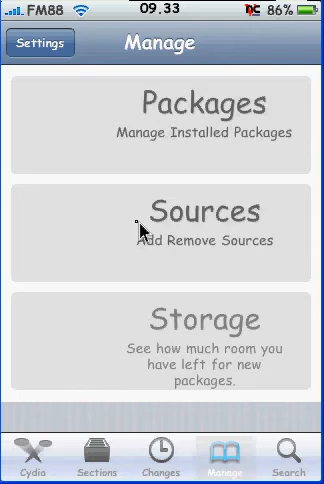 FM88 09.33 86%
Settings Manage
Packages
Manage Installed Packages
Sources
Add Remove Sources
Storage
See how much room you
have left for new
packages.
Cydia Sections Changes Manage Search